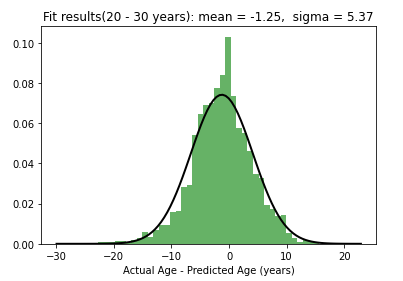 Fit results(20 - 30 years): mean = -1.25,  sigma = 5.37
0.10
0.08
0.06
0.04
0.02
0.00
−30 −20 −10 0 10 20
Actual Age - Predicted Age (years)